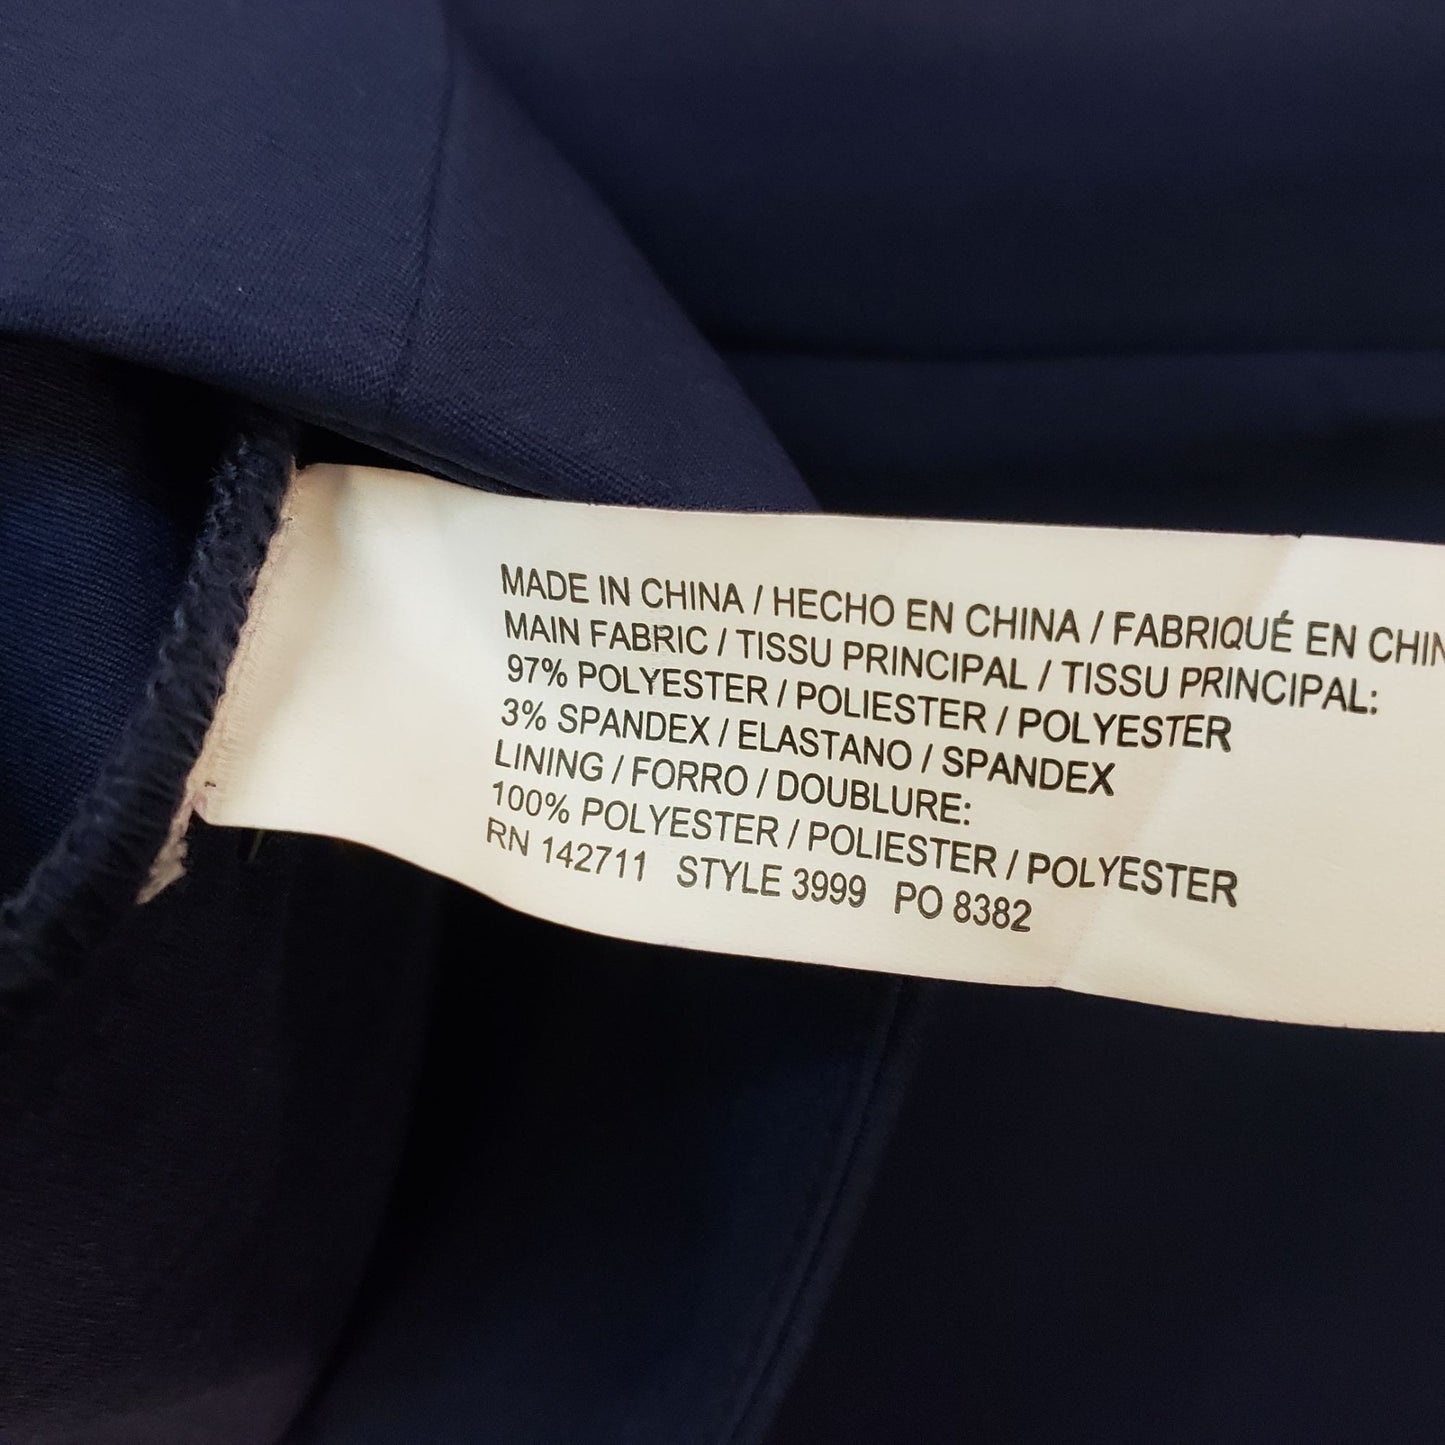 MADE IN CHINA / HECHO EN CHINA / FABRIQUÉ EN CHIN
MAIN FABRIC / TISSU PRINCIPAL / TISSU PRINCIPAL:
97% POLYESTER / POLIESTER / POLYESTER
3% SPANDEX / ELASTANO / SPANDEX
LINING / FORRO / DOUBLURE:
100% POLYESTER / POLIESTER / POLYESTER
RN 142711 STYLE 3999 PO 8382